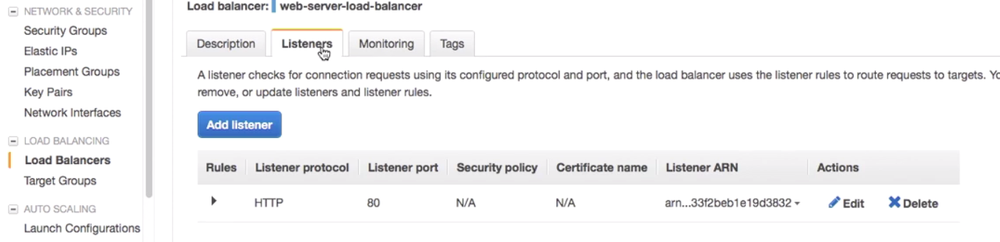 NETWORK & SECURITY
Security Groups
Elastic IPs
Placement Groups
Key Pairs
Network Interfaces
LOAD BALANCING
Load Balancers
Target Groups
AUTO SCALING
Launch Configurations
Load balancer: web-server-load-balancer
Description Listeners Monitoring Tags
A listener checks for connection requests using its configured protocol and port, and the load balancer uses the listener rules to route requests to targets.
remove, or update listeners and listener rules.
Add listener
Rules Listener protocol Listener port Security policy Certificate name Listener ARN Actions
HTTP 80 N/A N/A arn...33f2beb1e19d3832 Edit Delete